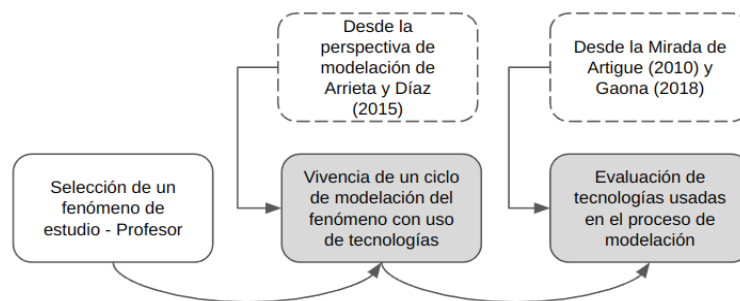 Desde la
perspectiva de
modelación de
Arrieta y Díaz
(2015)
Desde la Mirada de
Artigue (2010) y
Gaona (2018)
Selección de un
fenómeno de
estudio - Profesor
Vivencia de un ciclo
de modelación del
fenómeno con uso
de tecnologías
Evaluación de
tecnologías usadas
en el proceso de
modelación